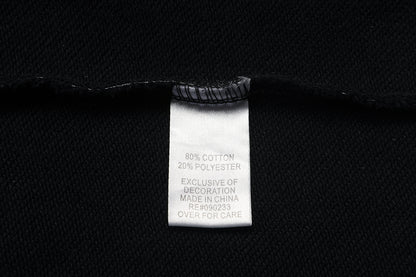 80% COTTON
20% POLYESTER
EXCLUSIVE OF
DECORATION
MADE IN CHINA
RE#090233
OVER FOR CARE